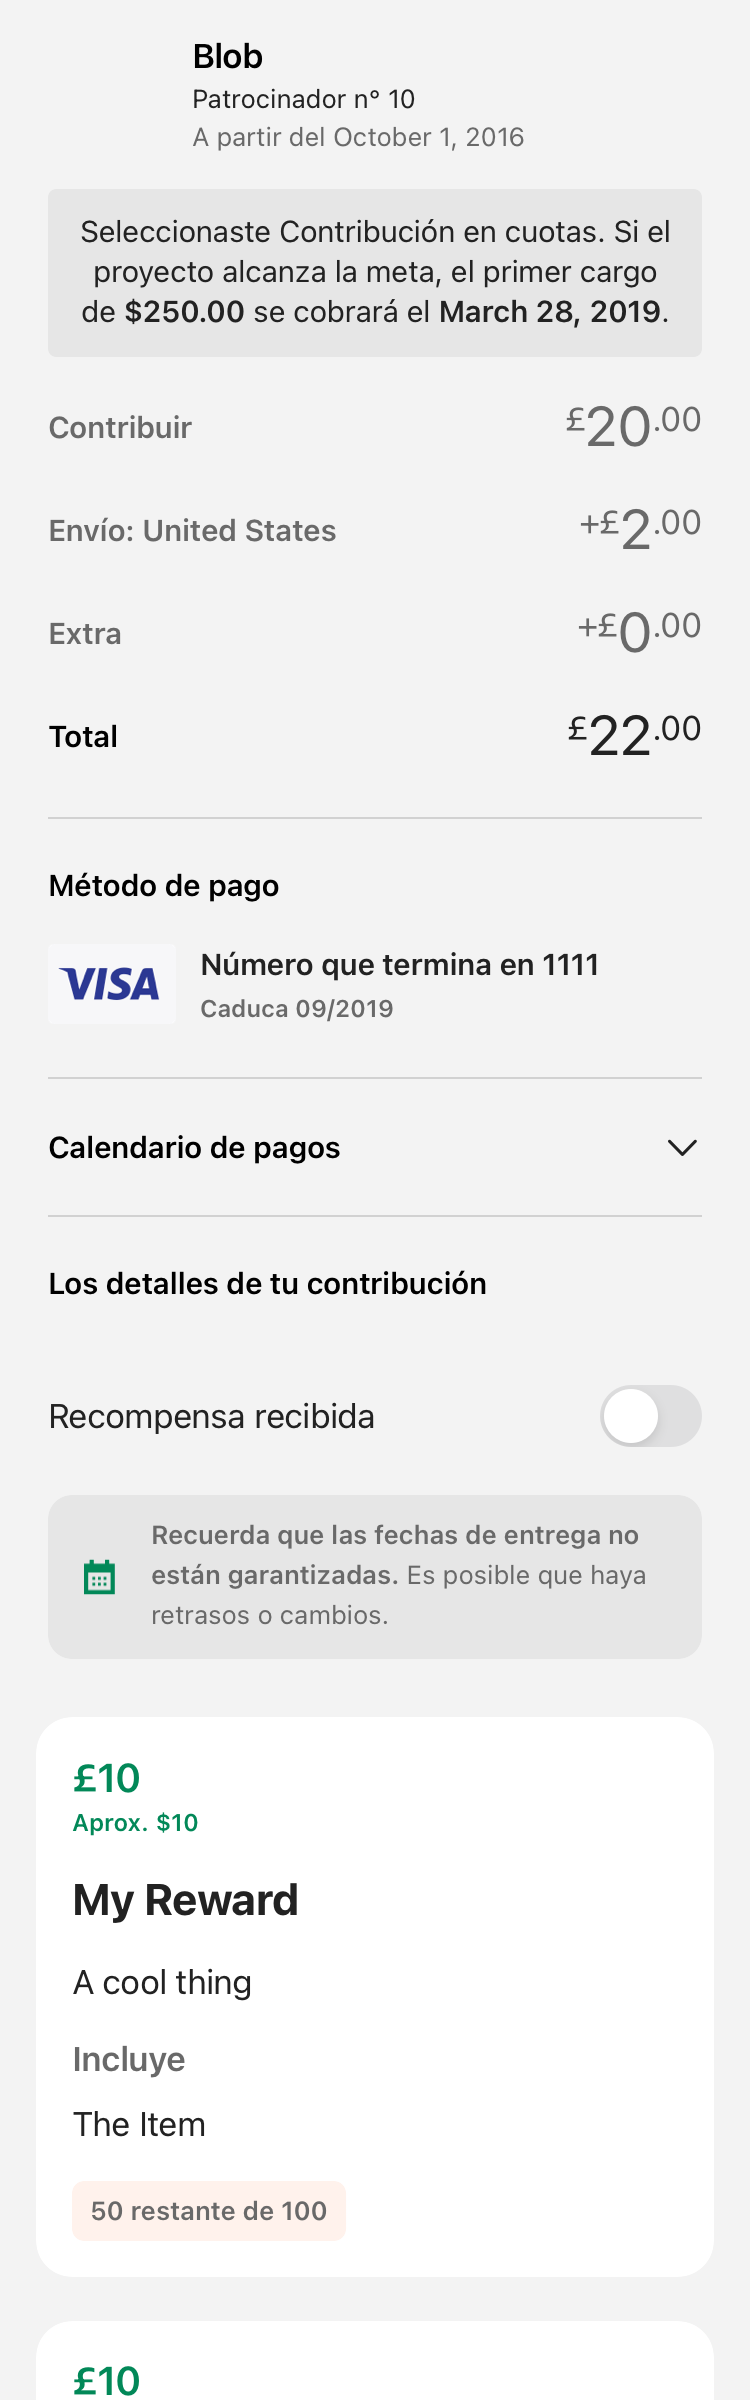 Blob
Patrocinador n° 10
A partir del October 1, 2016
Seleccionaste Contribución en cuotas. Si el
proyecto alcanza la meta, el primer cargo
de $250.00 se cobrará el March 28, 2019.
Contribuir £20.00
Envío: United States +£2.00
Extra +£0.00
Total £22.00
Método de pago
VISA
Número que termina en 1111
Caduca 09/2019
Calendario de pagos
Los detalles de tu contribución
Recompensa recibida
Recuerda que las fechas de entrega no
están garantizadas. Es posible que haya
retrasos o cambios.
£10
Aprox. $10
My Reward
A cool thing
Incluye
The Item
50 restante de 100
£10